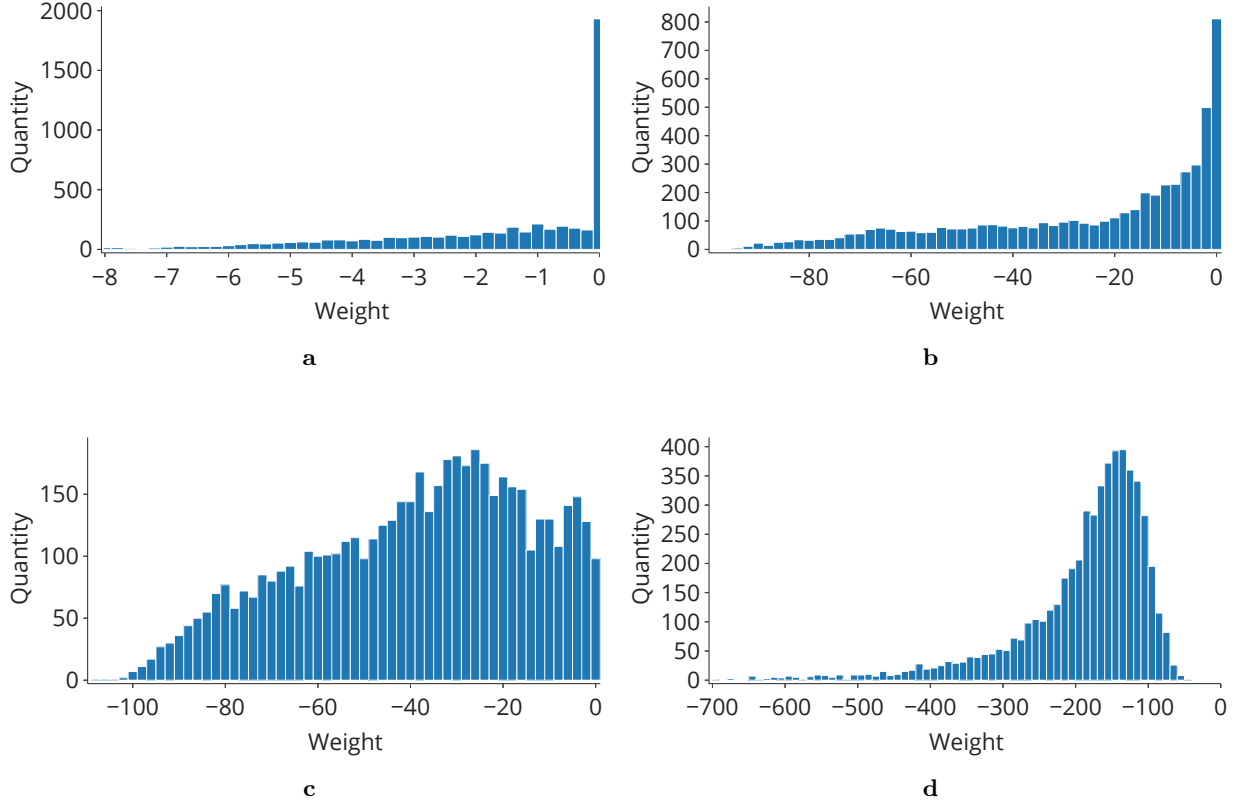 2000
1500
1000
500
0
Quantity
−8 −7 −6 −5 −4 −3 −2 −1 0
Weight
a
800
700
600
500
400
300
200
100
0
Quantity
−80 −60 −40 −20 0
Weight
b
150
100
50
0
Quantity
−100 −80 −60 −40 −20 0
Weight
c
400
350
300
250
200
150
100
50
0
Quantity
−700 −600 −500 −400 −300 −200 −100 0
Weight
d